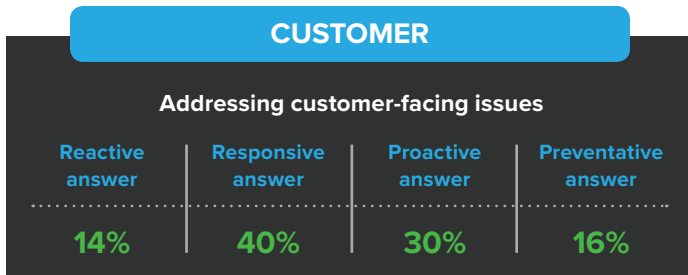 CUSTOMER
Addressing customer-facing issues
Reactive answer
Responsive answer
Proactive answer
Preventative answer
14%
40%
30%
16%